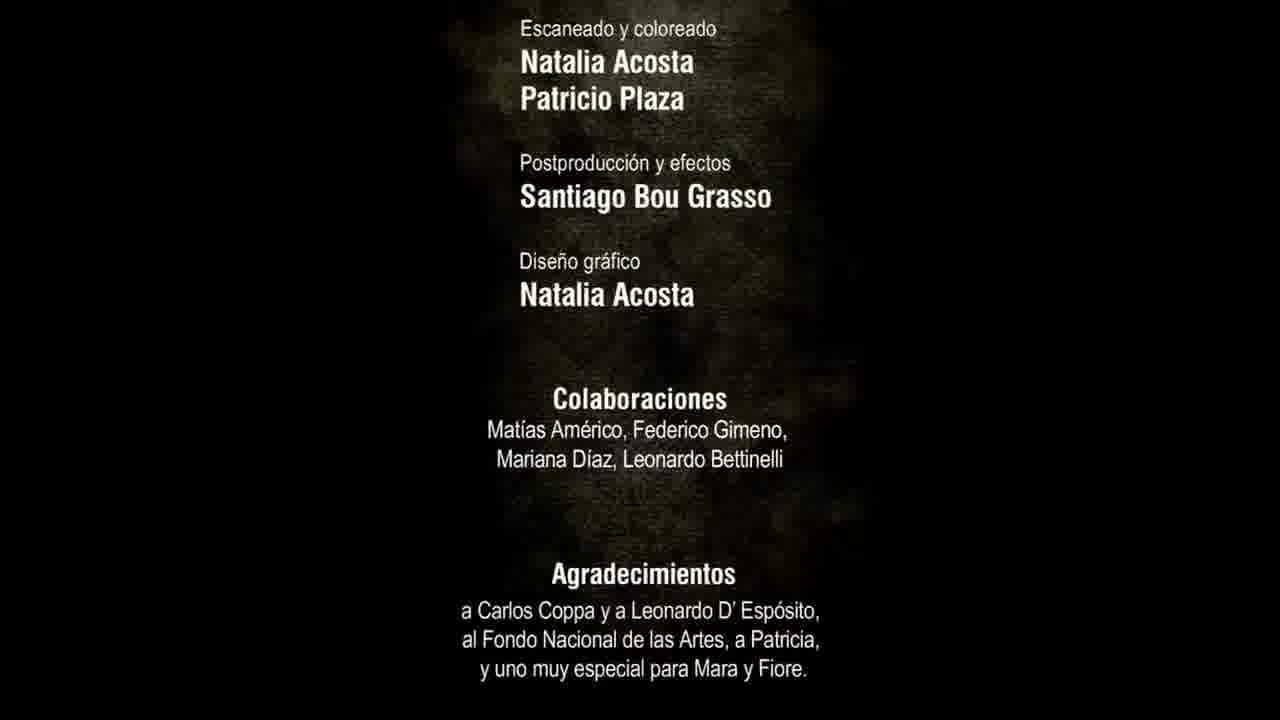 Escaneado y coloreado
Natalia Acosta
Patricio Plaza
Postproducción y efectos
Santiago Bou Grasso
Diseño gráfico
Natalia Acosta
Colaboraciones
Matías Américo, Federico Gimeno,
Mariana Díaz, Leonardo Bettinelli
Agradecimientos
a Carlos Coppa y a Leonardo D' Espósito,
al Fondo Nacional de las Artes, a Patricia,
y uno muy especial para Mara y Fiore.